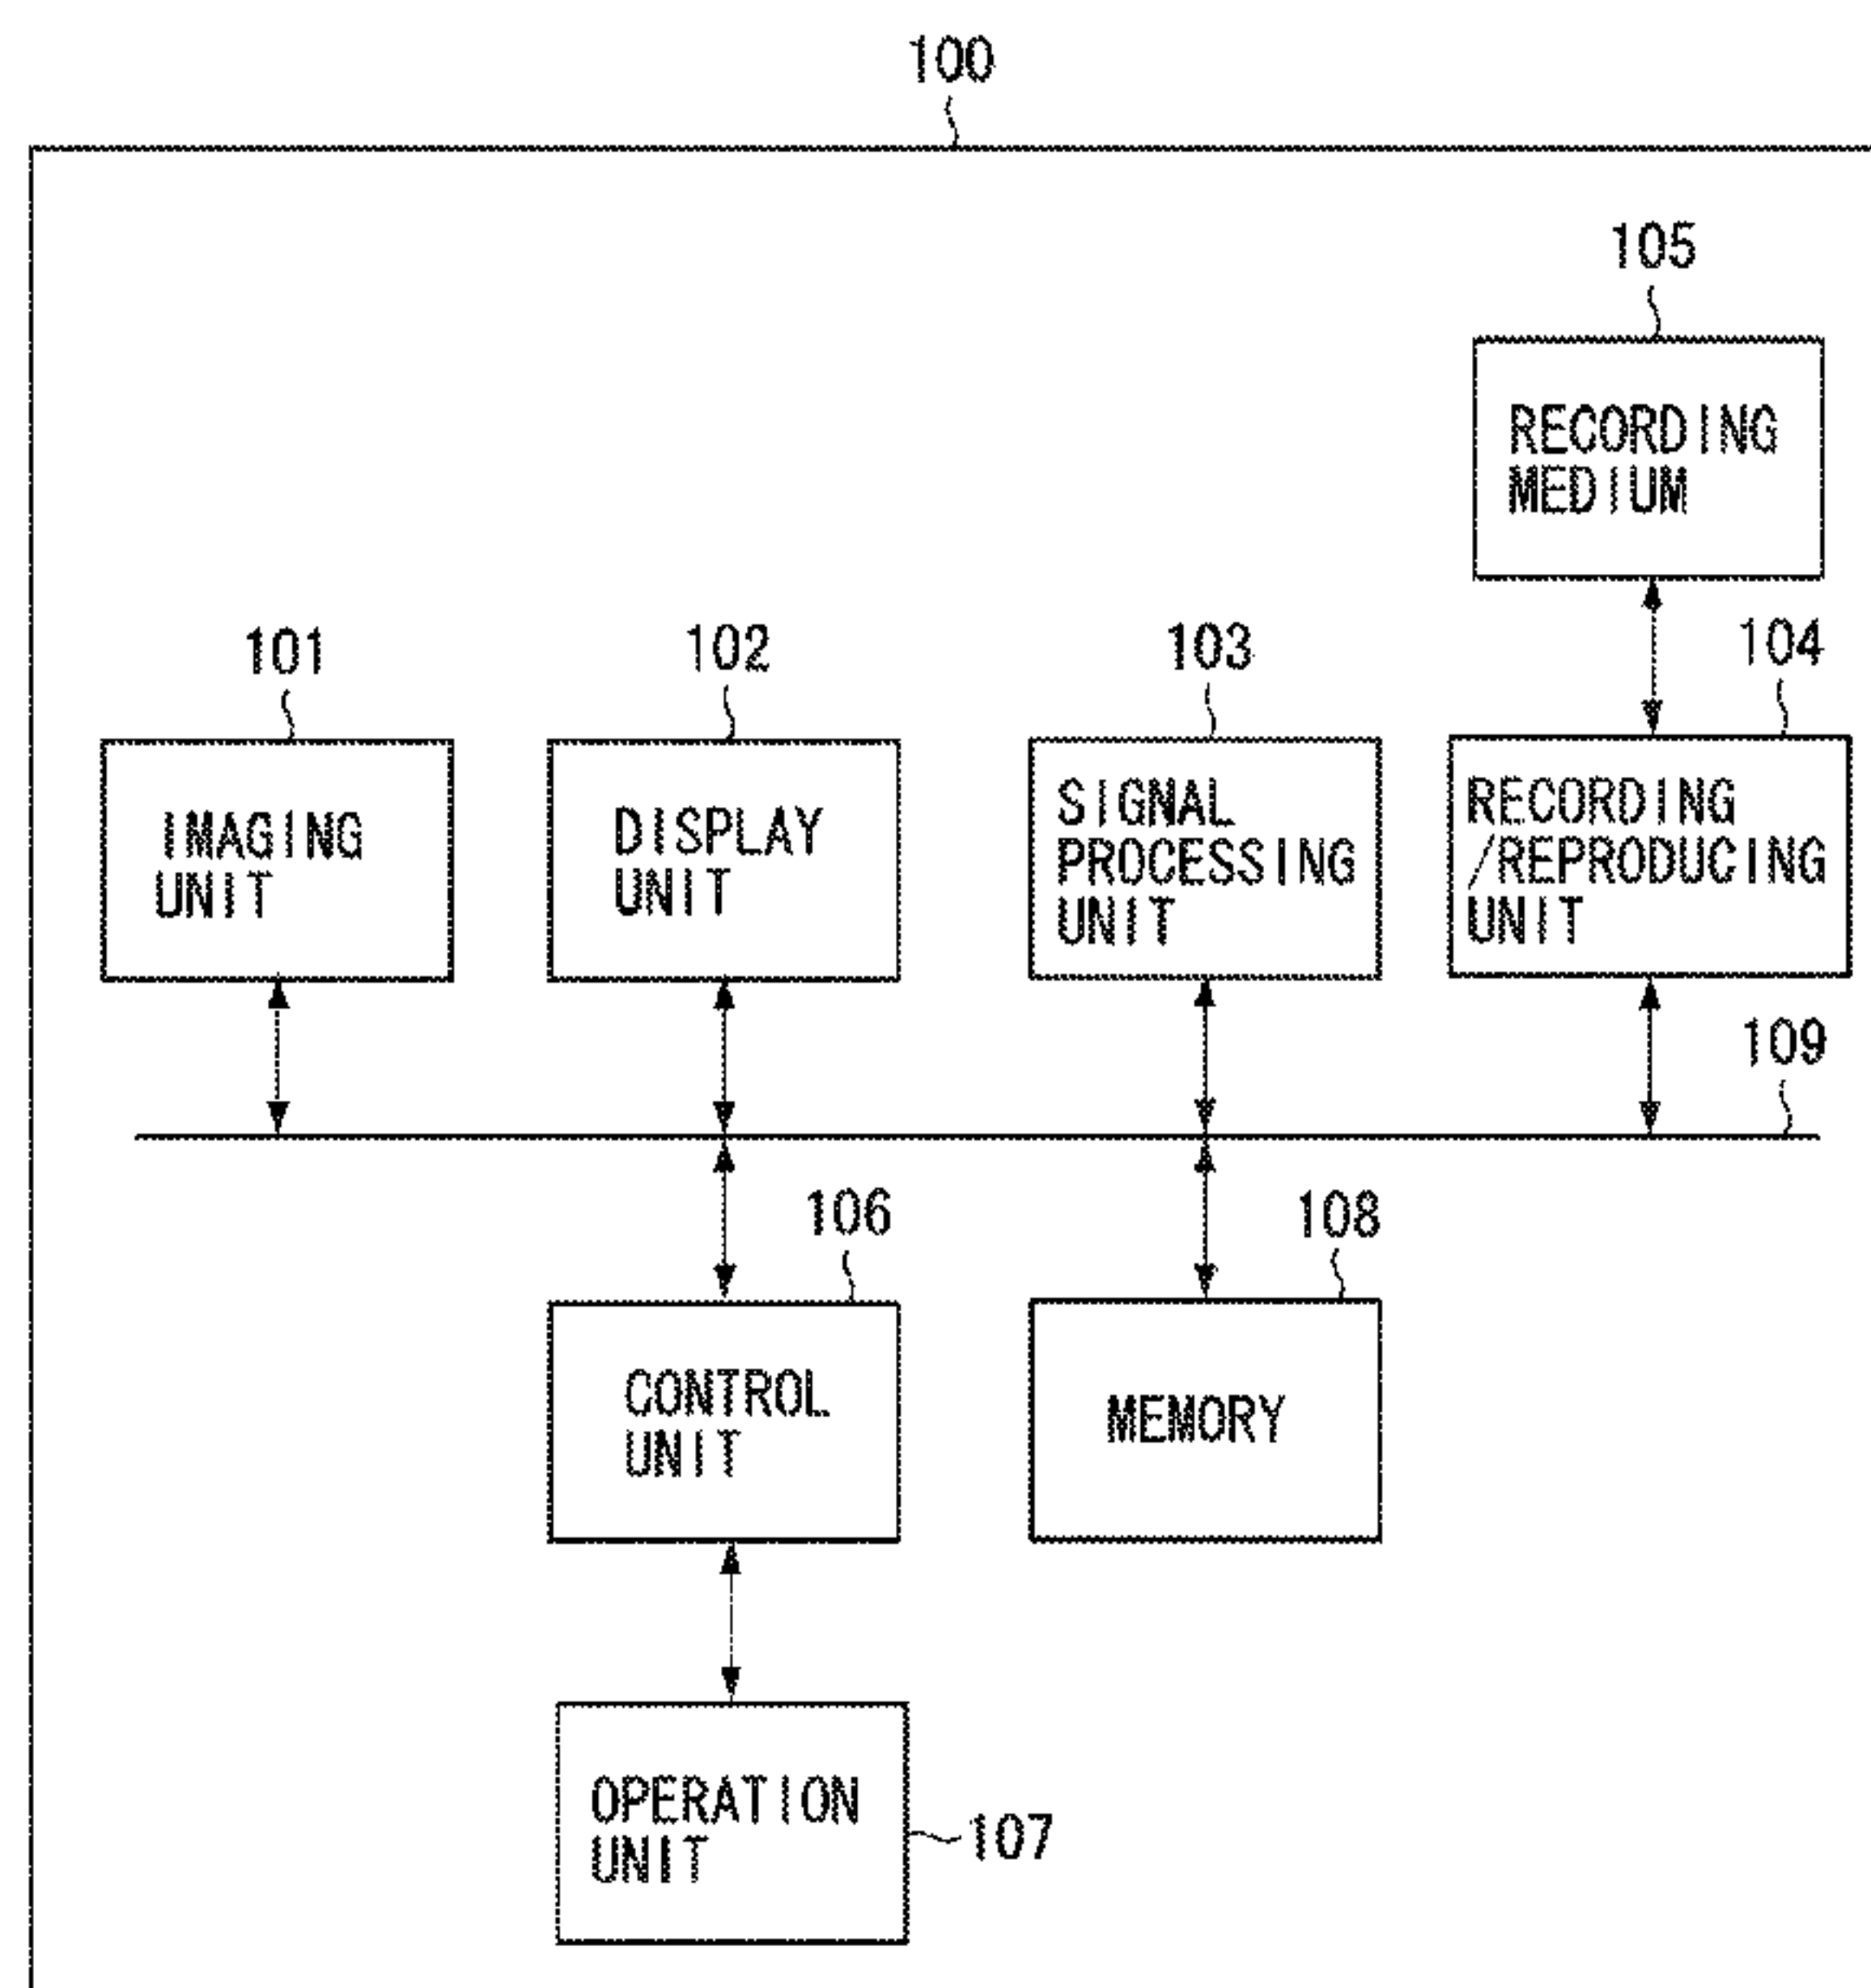 100
105
RECORDING
MEDIUM
101
102
103
104
IMAGING
UNIT
DISPLAY
UNIT
SIGNAL
PROCESSING
UNIT
RECORDING
/REPRODUCING
UNIT
109
106
108
CONTROL
UNIT
MEMORY
OPERATION
UNIT
107